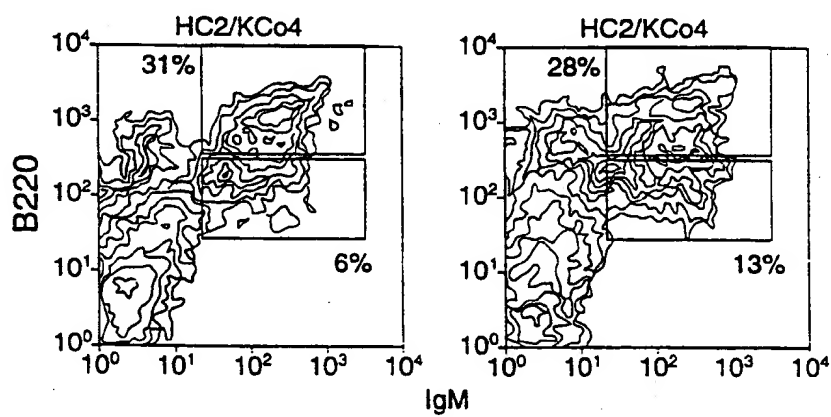 HC2/KCo4 HC2/KCo4
10⁴ 10⁴
31% 28%
10³ 10³
B220
10² 10²
10¹ 10¹
6% 13%
10⁰ 10⁰
10⁰ 10¹ 10² 10³ 10⁴ 10⁰ 10¹ 10² 10³ 10⁴
IgM